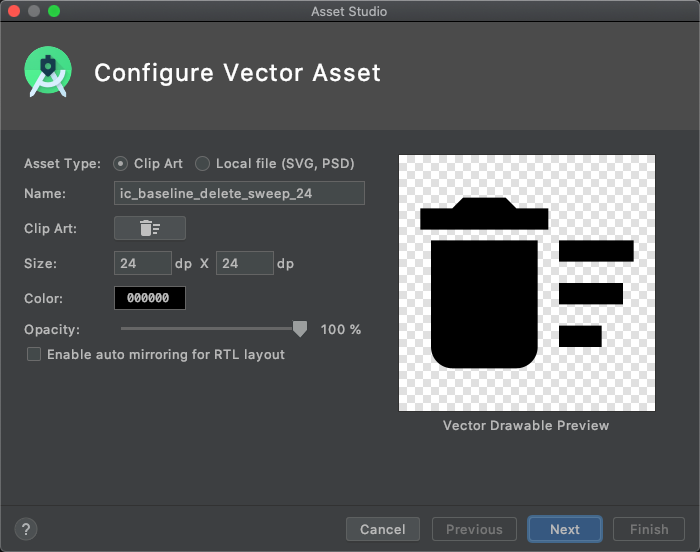 Asset Studio
Configure Vector Asset
Asset Type: Clip Art Local file (SVG, PSD)
Name: ic_baseline_delete_sweep_24
Clip Art:
Size: 24 dp X 24 dp
Color: 000000
Opacity: 100 %
Enable auto mirroring for RTL layout
Vector Drawable Preview
? Cancel Previous Next Finish